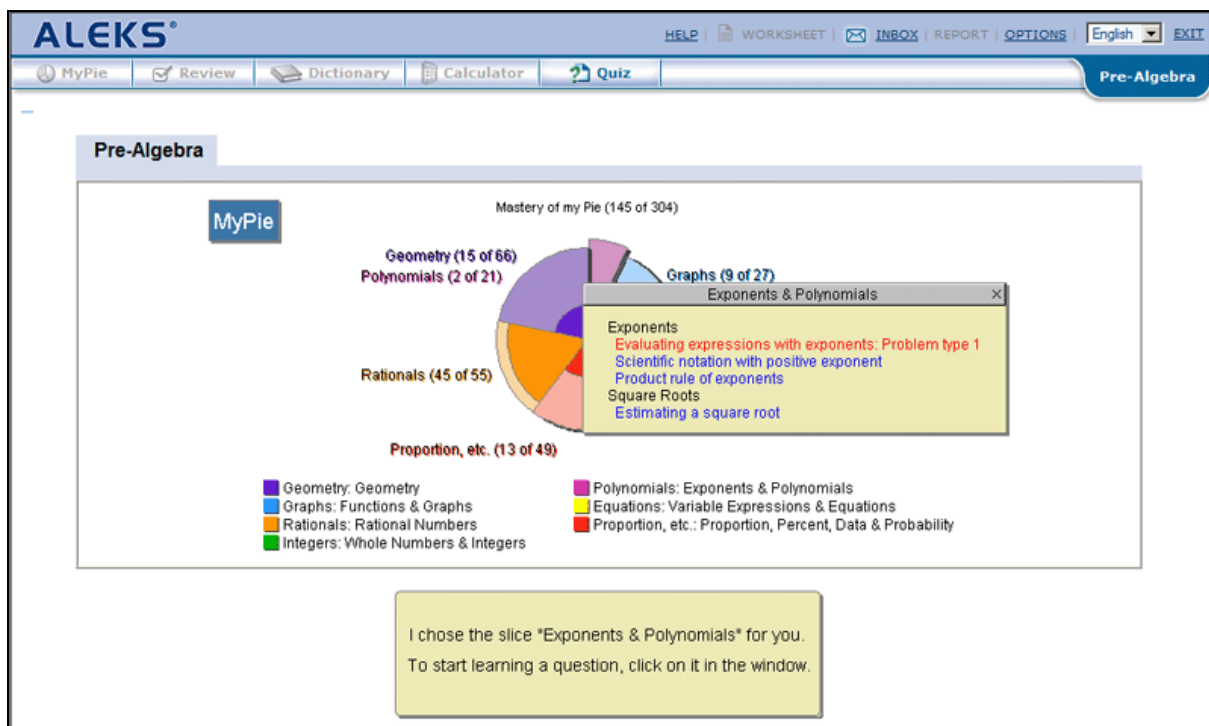 ALEKS®
HELP | WORKSHEET | INBOX | REPORT | OPTIONS | English EXIT
MyPie Review Dictionary Calculator Quiz
Pre-Algebra
Pre-Algebra
MyPie
Mastery of my Pie (145 of 304)
Geometry (15 of 66)
Polynomials (2 of 21)
Graphs (9 of 27)
Rationals (45 of 55)
Proportion, etc. (13 of 49)
Exponents & Polynomials X
Exponents
Evaluating expressions with exponents: Problem type 1
Scientific notation with positive exponent
Product rule of exponents
Square Roots
Estimating a square root
Geometry: Geometry
Graphs: Functions & Graphs
Rationals: Rational Numbers
Integers: Whole Numbers & Integers
Polynomials: Exponents & Polynomials
Equations: Variable Expressions & Equations
Proportion, etc.: Proportion, Percent, Data & Probability
I chose the slice "Exponents & Polynomials" for you.
To start learning a question, click on it in the window.